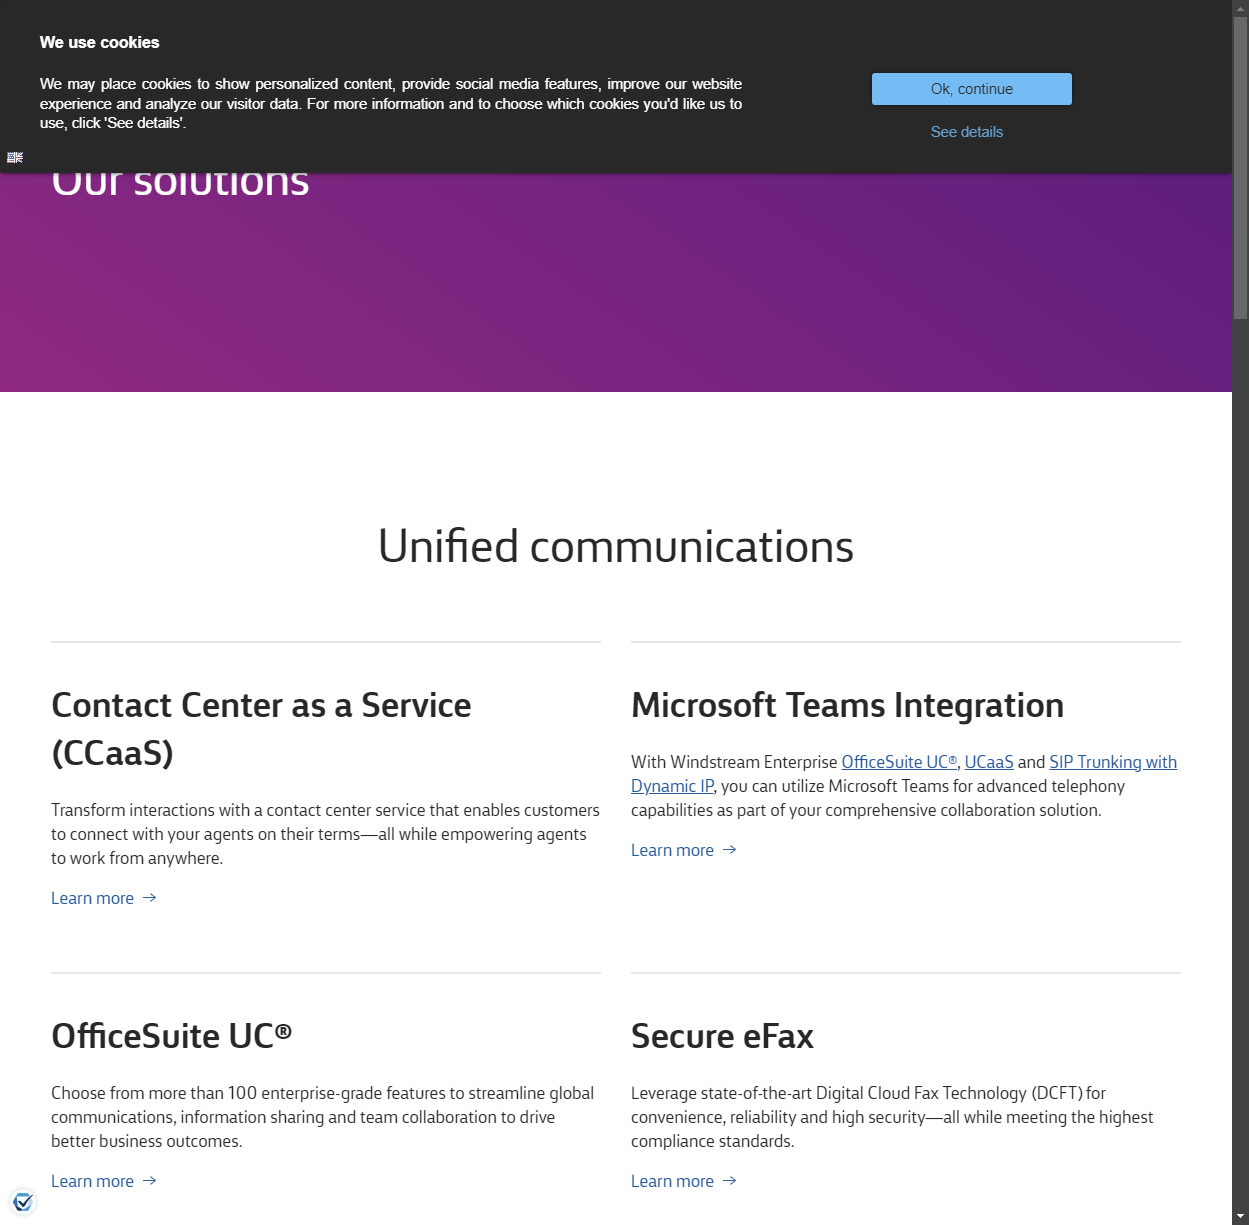 We use cookies
We may place cookies to show personalized content, provide social media features, improve our website
experience and analyze our visitor data. For more information and to choose which cookies you'd like us to
use, click 'See details'.
Ok, continue
See details
Our solutions
Unified communications
Contact Center as a Service
(CCaaS)
Transform interactions with a contact center service that enables customers
to connect with your agents on their terms—all while empowering agents
to work from anywhere.
Learn more
Microsoft Teams Integration
With Windstream Enterprise OfficeSuite UC®, UCaaS and SIP Trunking with
Dynamic IP, you can utilize Microsoft Teams for advanced telephony
capabilities as part of your comprehensive collaboration solution.
Learn more
OfficeSuite UC®
Choose from more than 100 enterprise-grade features to streamline global
communications, information sharing and team collaboration to drive
better business outcomes.
Learn more
Secure eFax
Leverage state-of-the-art Digital Cloud Fax Technology (DCFT) for
convenience, reliability and high security—all while meeting the highest
compliance standards.
Learn more